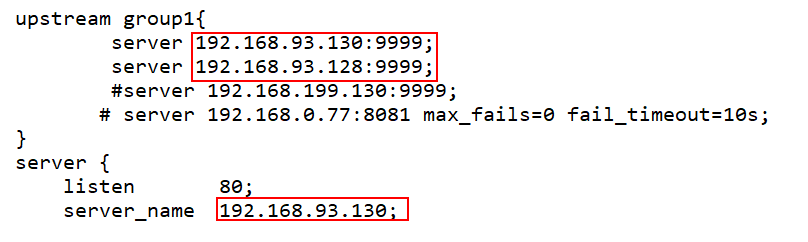 upstream group1{
server 192.168.93.130:9999;
server 192.168.93.128:9999;
#server 192.168.199.130:9999;
# server 192.168.0.77:8081 max_fails=0 fail_timeout=10s;
}
server {
listen 80;
server_name 192.168.93.130;